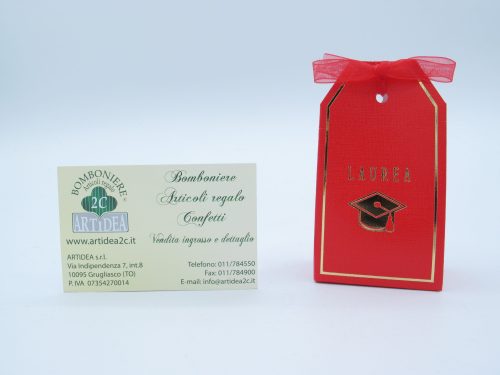 BOMBONIERE
Articoli regalo
2C
ARTIDEA
www.artidea2c.it
ARTIDEA s.r.l.
Via Indipendenza 7, int.8
10095 Grugliasco (TO)
P. IVA 07354270014
Bomboniere
Articoli regalo
Confetti
Vendita ingrosso e dettaglio
Telefono: 011/784550
Fax: 011/784900
E-mail: info@artidea2c.it
LAUREA